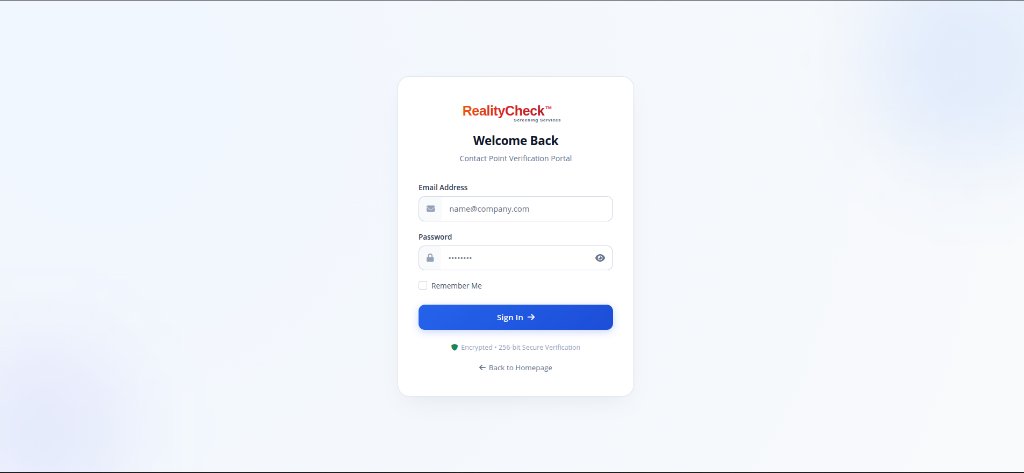 RealityCheck™
Screening Services
Welcome Back
Contact Point Verification Portal
Email Address
name@company.com
Password
••••••••
Remember Me
Sign In →
Encrypted • 256-bit Secure Verification
← Back to Homepage